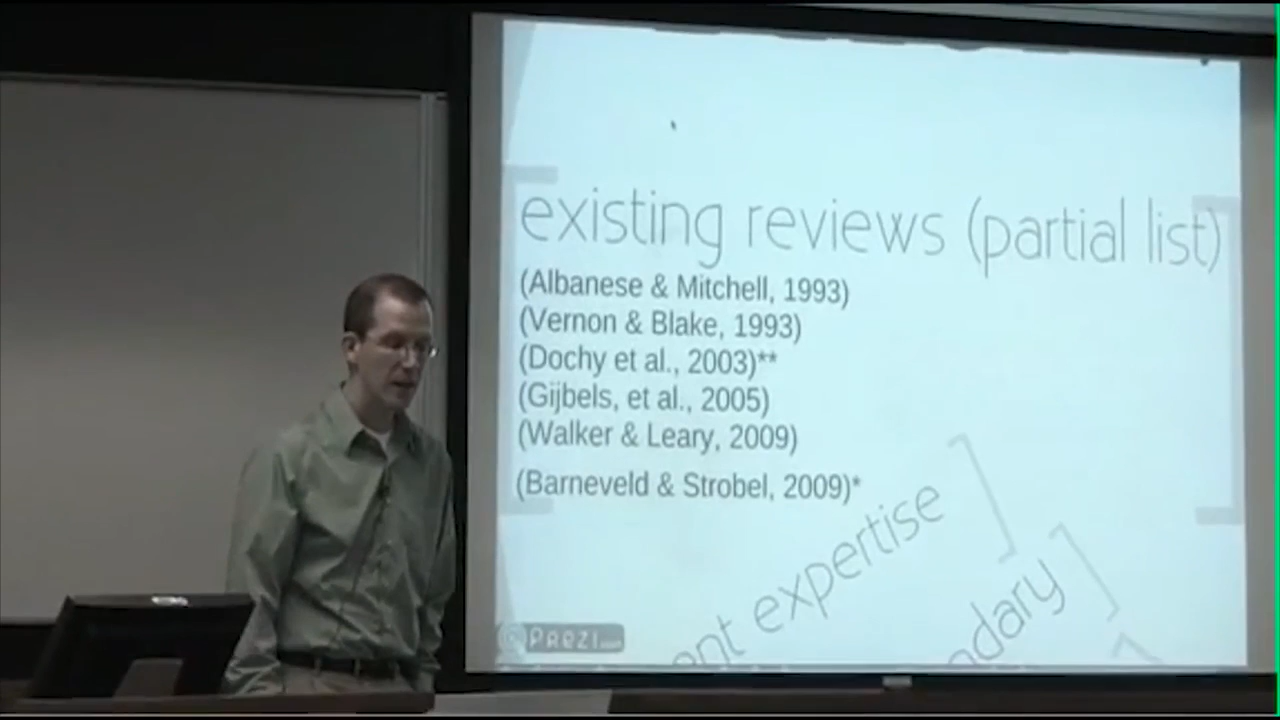 existing reviews (partial list)
(Albanese & Mitchell, 1993)
(Vernon & Blake, 1993)
(Dochy et al., 2003)**
(Gijbels, et al., 2005)
(Walker & Leary, 2009)
(Barneveld & Strobel, 2009)*
ent expertise
ndary
PREZI.com